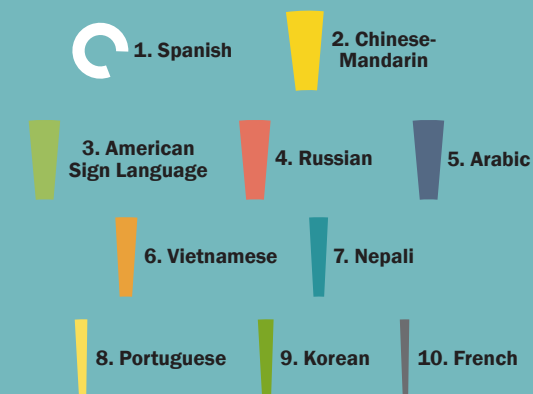 1. Spanish
2. Chinese-
Mandarin
3. American
Sign Language
4. Russian
5. Arabic
6. Vietnamese
7. Nepali
8. Portuguese
9. Korean
10. French